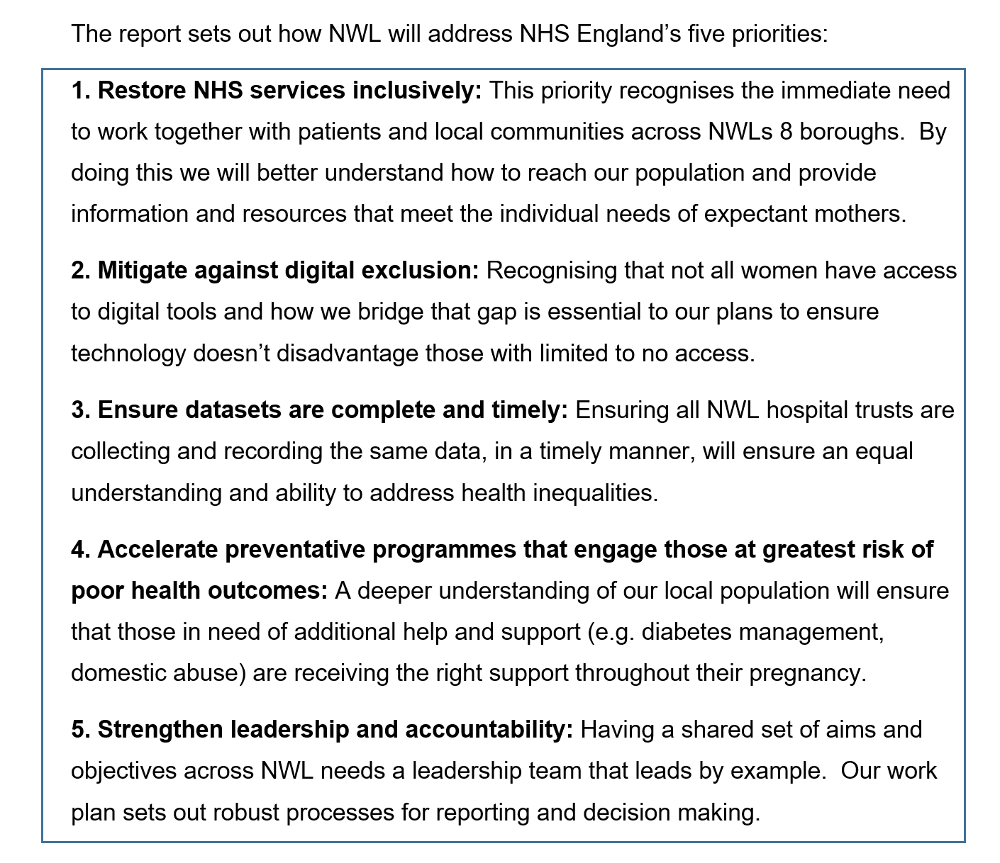 The report sets out how NWL will address NHS England’s five priorities:
1. Restore NHS services inclusively: This priority recognises the immediate need
to work together with patients and local communities across NWLs 8 boroughs.  By
doing this we will better understand how to reach our population and provide
information and resources that meet the individual needs of expectant mothers.
2. Mitigate against digital exclusion: Recognising that not all women have access
to digital tools and how we bridge that gap is essential to our plans to ensure
technology doesn’t disadvantage those with limited to no access.
3. Ensure datasets are complete and timely: Ensuring all NWL hospital trusts are
collecting and recording the same data, in a timely manner, will ensure an equal
understanding and ability to address health inequalities.
4. Accelerate preventative programmes that engage those at greatest risk of
poor health outcomes: A deeper understanding of our local population will ensure
that those in need of additional help and support (e.g. diabetes management,
domestic abuse) are receiving the right support throughout their pregnancy.
5. Strengthen leadership and accountability: Having a shared set of aims and
objectives across NWL needs a leadership team that leads by example.  Our work
plan sets out robust processes for reporting and decision making.